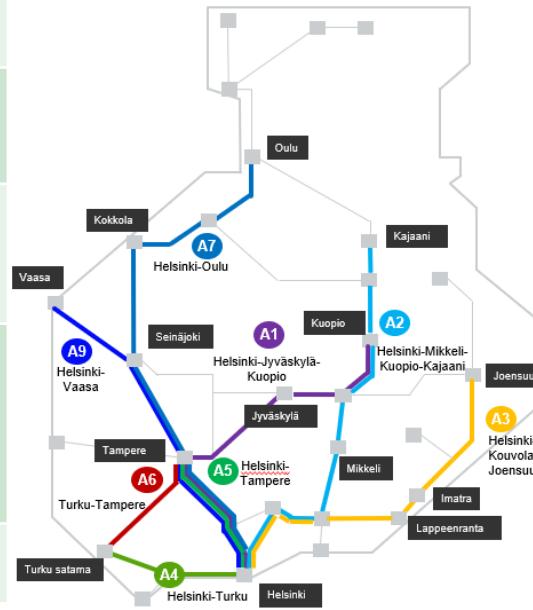 Oulu
Kokkola
A7
Helsinki-Oulu
Kajaani
Vaasa
Seinäjoki
A9
Helsinki-
Vaasa
A1
Helsinki-Jyväskylä-
Kuopio
Kuopio
A2
Helsinki-Mikkeli-
Kuopio-Kajaani
Joensuu
Jyväskylä
A3
Helsinki-
Kouvola
Joensuu
Tampere
A5
Helsinki-
Tampere
A6
Turku-Tampere
Mikkeli
Imatra
Lappeenranta
Turku satama
A4
Helsinki-Turku
Helsinki